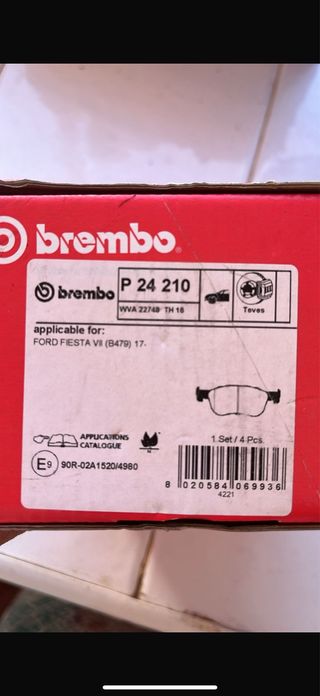 brembo
brembo
P 24 210
WVA 22748 TH 18
Teves
applicable for:
FORD FIESTA VII (B479) 17-
APPLICATIONS
CATALOGUE
1 Set / 4 Pcs.
E9 90R-02A1520/4980
8 020584 069936
4221